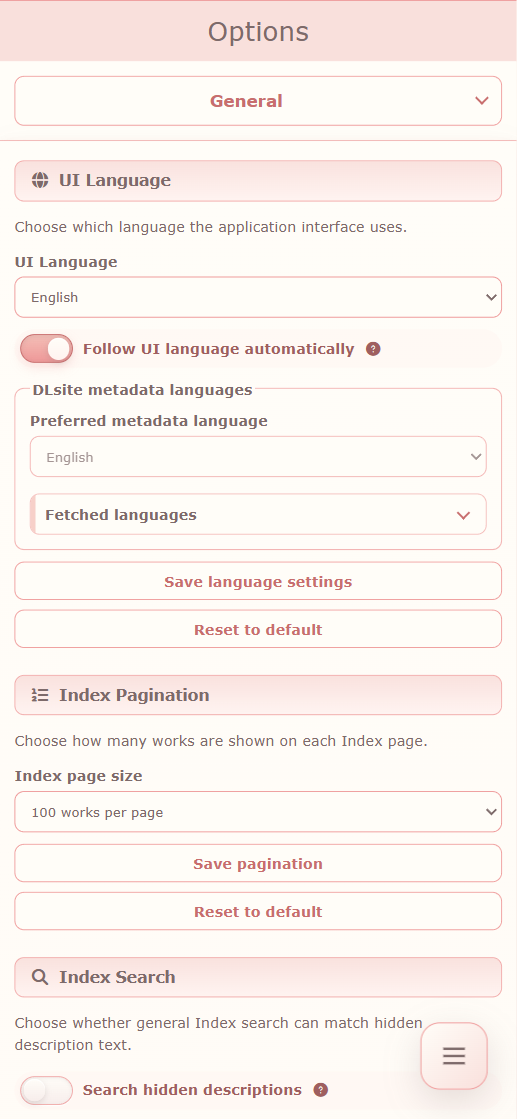 Options
General
UI Language
Choose which language the application interface uses.
UI Language
English
Follow UI language automatically ?
DLsite metadata languages
Preferred metadata language
English
Fetched languages
Save language settings
Reset to default
Index Pagination
Choose how many works are shown on each Index page.
Index page size
100 works per page
Save pagination
Reset to default
Index Search
Choose whether general Index search can match hidden
description text.
Search hidden descriptions ?